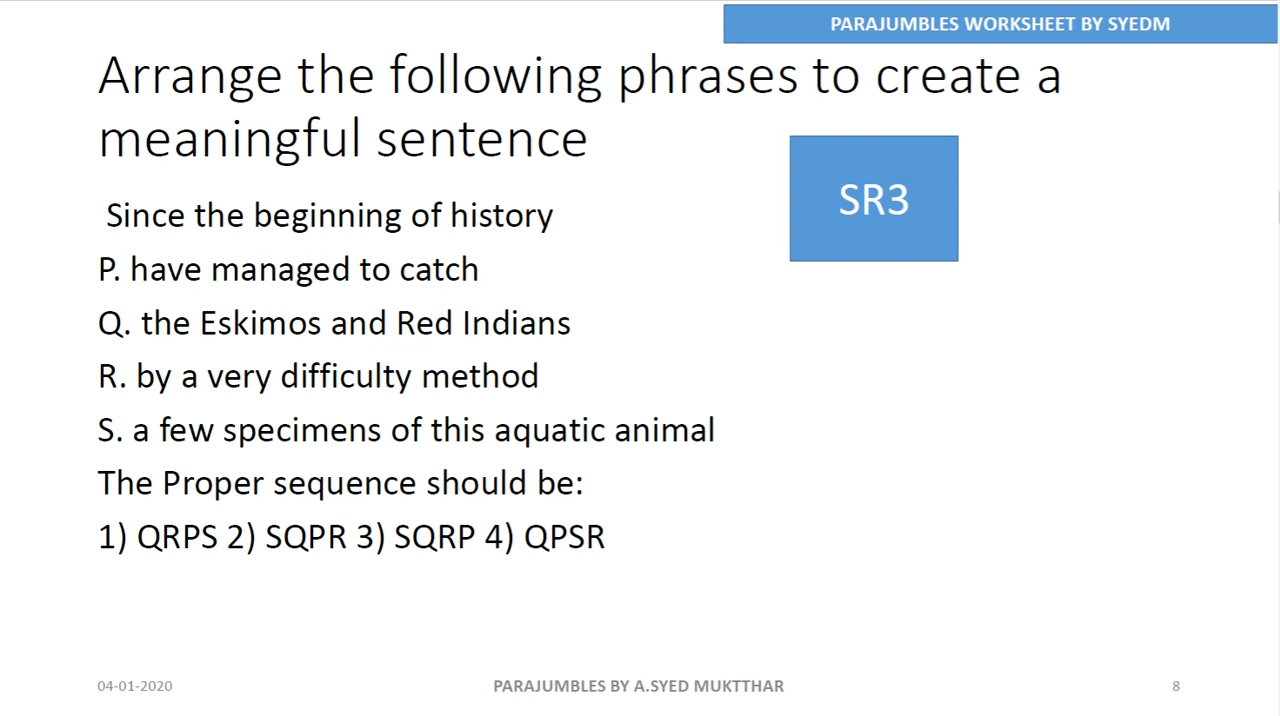 PARAJUMBLES WORKSHEET BY SYEDM
Arrange the following phrases to create a
meaningful sentence
SR3
Since the beginning of history
P. have managed to catch
Q. the Eskimos and Red Indians
R. by a very difficulty method
S. a few specimens of this aquatic animal
The Proper sequence should be:
1) QRPS 2) SQPR 3) SQRP 4) QPSR
04-01-2020
PARAJUMBLES BY A.SYED MUKTTHAR
8